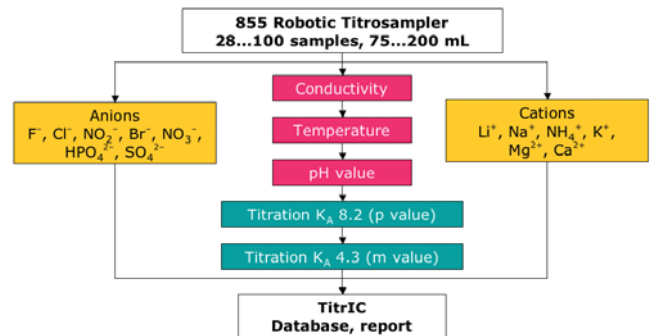 855 Robotic Titrosampler
28...100 samples, 75...200 mL
Conductivity
Anions
F⁻, Cl⁻, NO₂⁻, Br⁻, NO₃⁻,
HPO₄²⁻, SO₄²⁻
Temperature
Cations
Li⁺, Na⁺, NH₄⁺, K⁺,
Mg²⁺, Ca²⁺
pH value
Titration K_A 8.2 (p value)
Titration K_A 4.3 (m value)
TitrIC
Database, report